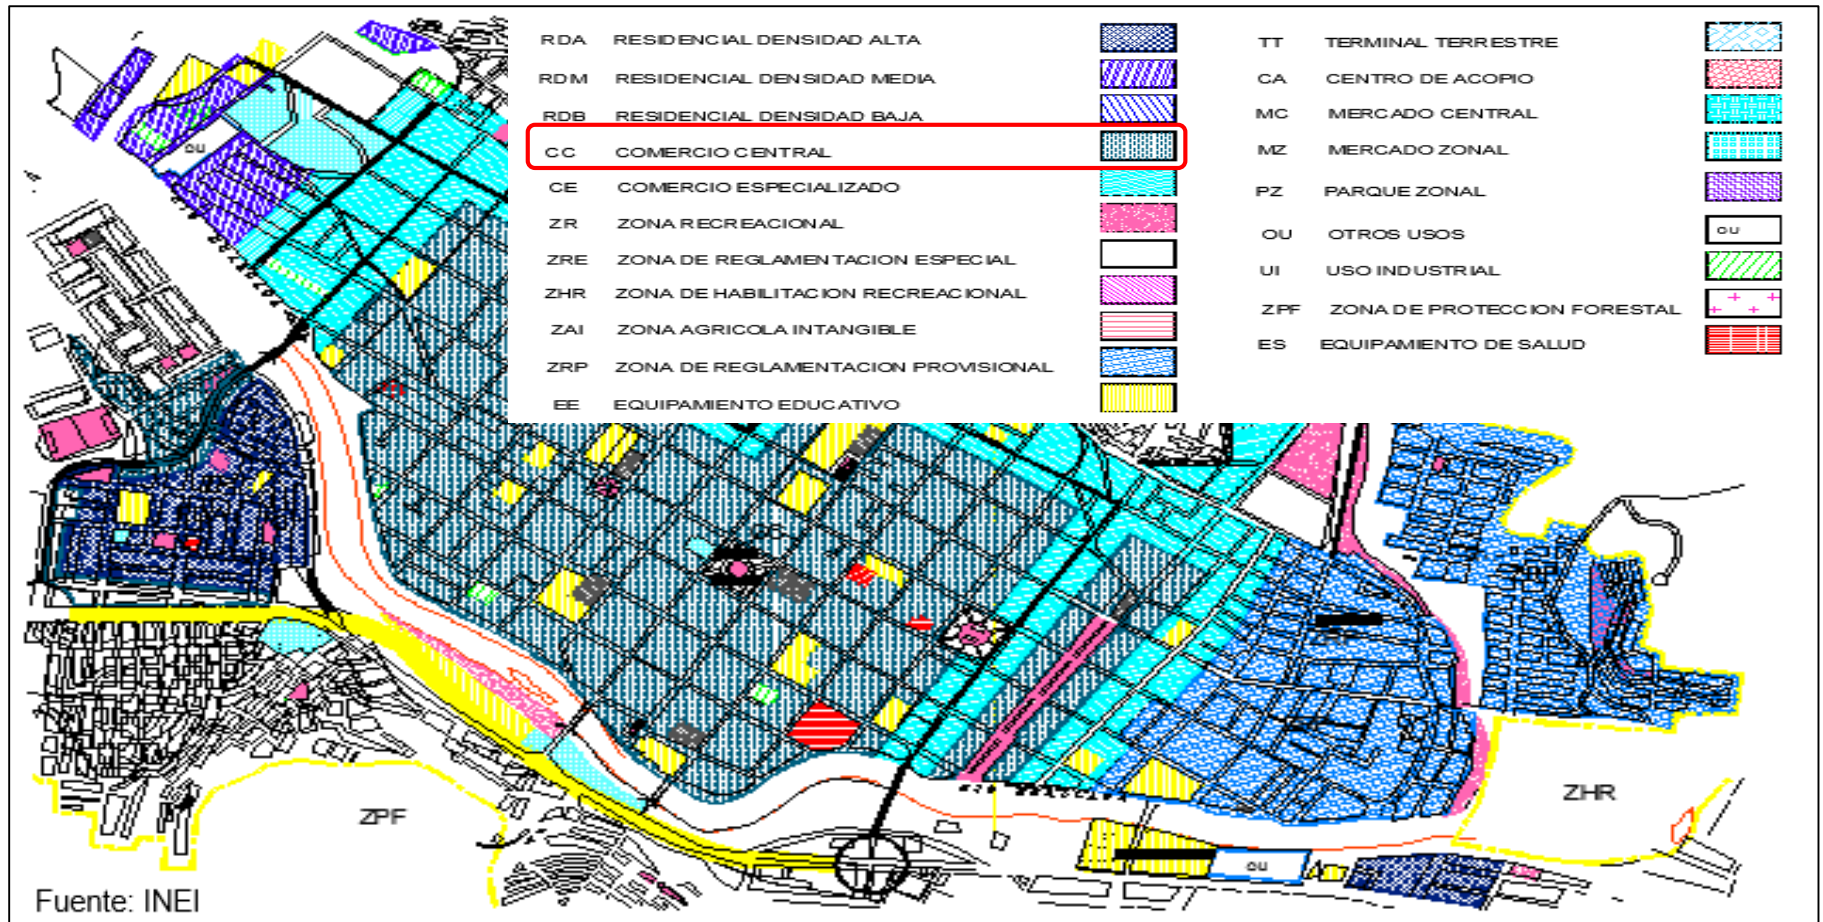 RDA RESIDENCIAL DENSIDAD ALTA
RDM RESIDENCIAL DENSIDAD MEDIA
RDB RESIDENCIAL DENSIDAD BAJA
CC COMERCIO CENTRAL
CE COMERCIO ESPECIALIZADO
ZR ZONA RECREACIONAL
ZRE ZONA DE REGLAMENTACION ESPECIAL
ZHR ZONA DE HABILITACION RECREACIONAL
ZAI ZONA AGRICOLA INTANGIBLE
ZRP ZONA DE REGLAMENTACION PROVISIONAL
EE EQUIPAMIENTO EDUCATIVO
TT TERMINAL TERRESTRE
CA CENTRO DE ACOPIO
MC MERCADO CENTRAL
MZ MERCADO ZONAL
PZ PARQUE ZONAL
OU OTROS USOS OU
UI USO INDUSTRIAL
ZPF ZONA DE PROTECCION FORESTAL
ES EQUIPAMIENTO DE SALUD
OU
ZHR
ZPF
OU
Fuente: INEI